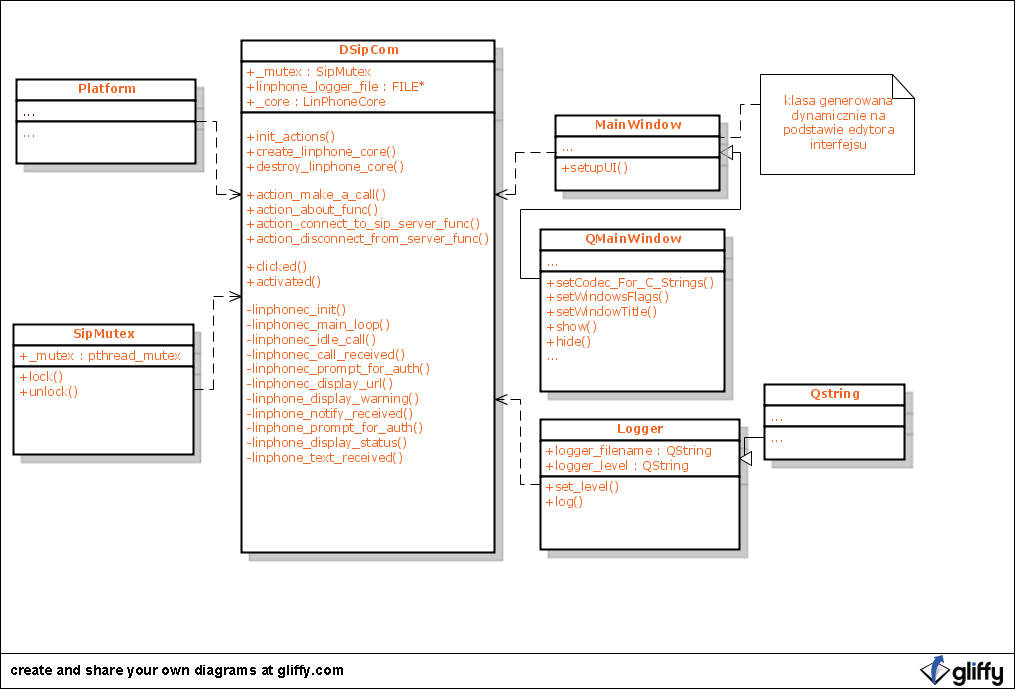 Platform
...
...
DSipCom
+_mutex : SipMutex
+linphone_logger_file : FILE*
+_core : LinPhoneCore
+init_actions()
+create_linphone_core()
+destroy_linphone_core()
+action_make_a_call()
+action_about_func()
+action_connect_to_sip_server_func()
+action_disconnect_from_server_func()
+clicked()
+activated()
-linphonec_init()
-linphonec_main_loop()
-linphonec_idle_call()
-linphonec_call_received()
-linphonec_prompt_for_auth()
-linphonec_display_url()
-linphone_display_warning()
-linphone_notify_received()
-linphone_prompt_for_auth()
-linphone_display_status()
-linphone_text_received()
MainWindow
...
+setupUI()
klasa generowana
dynamicznie na
podstawie edytora
interfejsu
QMainWindow
...
+setCodec_For_C_Strings()
+setWindowsFlags()
+setWindowTitle()
+show()
+hide()
...
SipMutex
+_mutex : pthread_mutex
+lock()
+unlock()
Logger
+logger_filename : QString
+logger_level : QString
+set_level()
+log()
Qstring
...
...
create and share your own diagrams at gliffy.com
gliffy